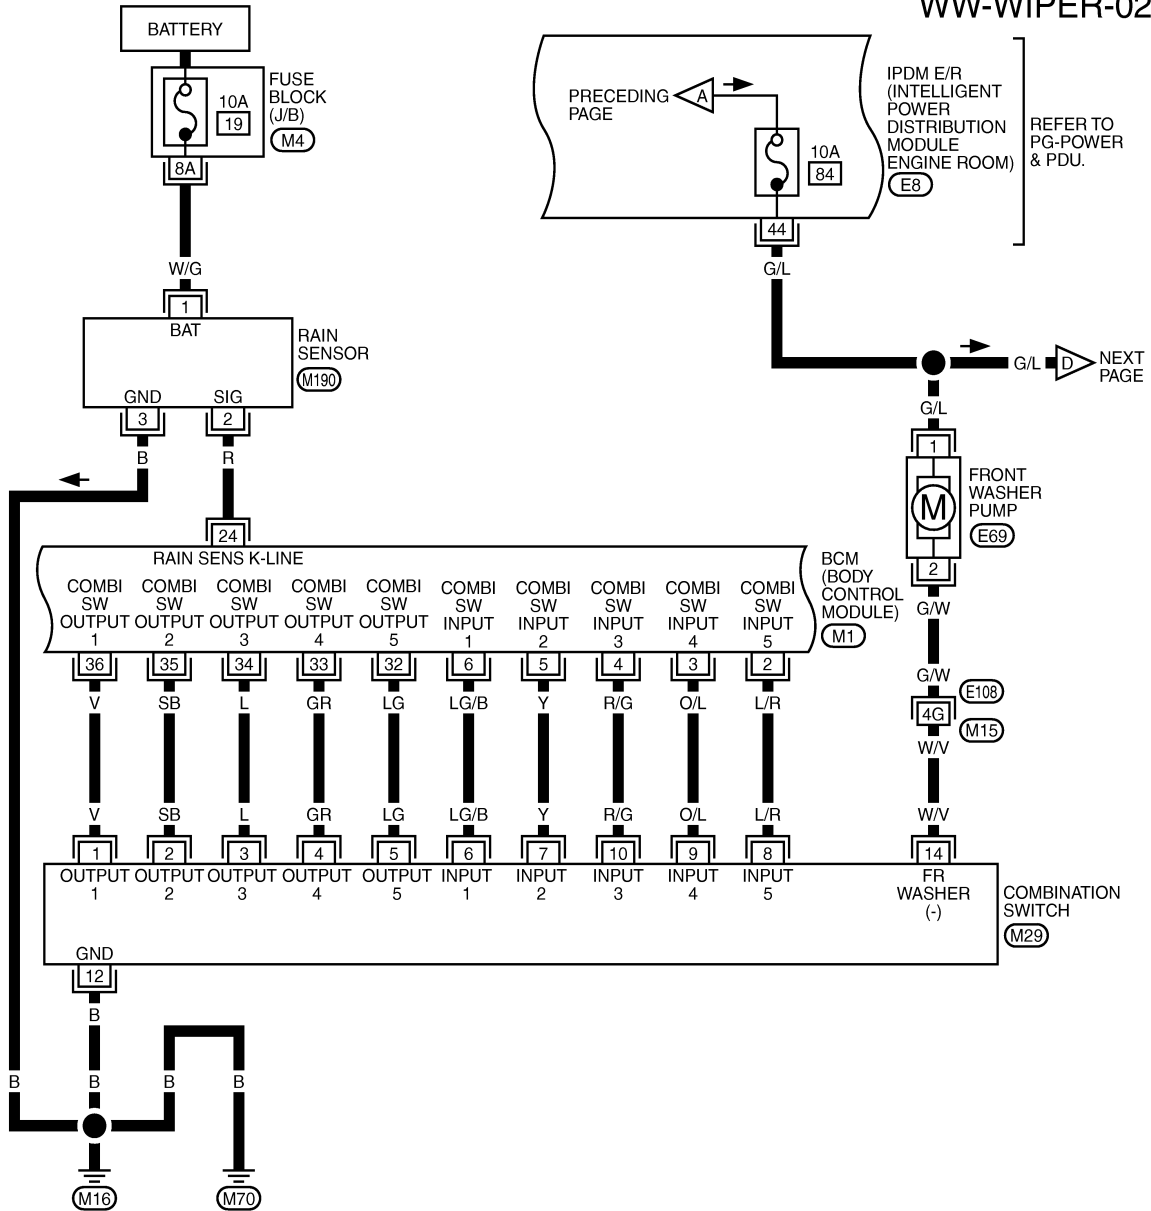 WW-WIPER-02
BATTERY
FUSE
BLOCK
(J/B)
M4
10A
19
8A
W/G
1
BAT
RAIN
SENSOR
M190
GND
SIG
3
2
B
R
24
PRECEDING
PAGE
A
10A
84
IPDM E/R
(INTELLIGENT
POWER
DISTRIBUTION
MODULE
ENGINE ROOM)
E8
REFER TO
PG-POWER
& PDU.
44
G/L
G/L
D
NEXT
PAGE
G/L
1
M
FRONT
WASHER
PUMP
E69
2
G/W
G/W
E108
4G
M15
W/V
W/V
RAIN SENS K-LINE
COMBI COMBI COMBI COMBI COMBI COMBI COMBI COMBI COMBI COMBI
SW SW SW SW SW SW SW SW SW SW
OUTPUT OUTPUT OUTPUT OUTPUT OUTPUT INPUT INPUT INPUT INPUT INPUT
1 2 3 4 5 1 2 3 4 5
BCM
(BODY
CONTROL
MODULE)
M1
36 35 34 33 32 6 5 4 3 2
V SB L GR LG LG/B Y R/G O/L L/R
V SB L GR LG LG/B Y R/G O/L L/R
1 2 3 4 5 6 7 10 9 8 14
OUTPUT OUTPUT OUTPUT OUTPUT OUTPUT INPUT INPUT INPUT INPUT INPUT FR
1 2 3 4 5 1 2 3 4 5 WASHER
(-)
COMBINATION
SWITCH
M29
GND
12
B
B B B B
M16 M70